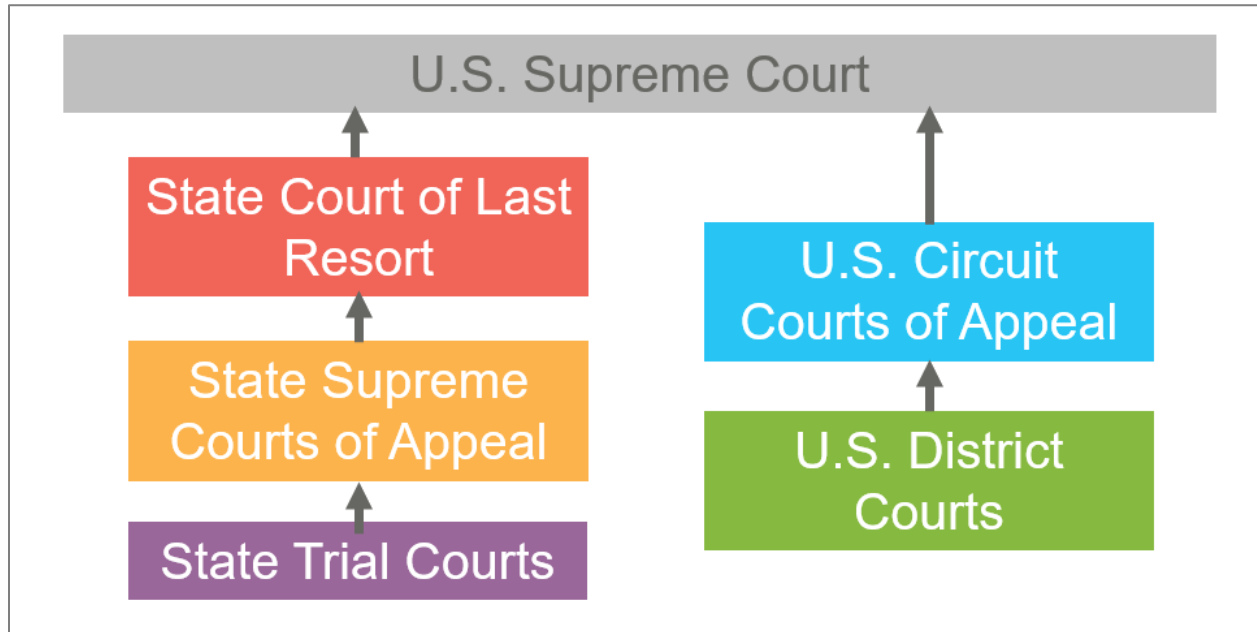 U.S. Supreme Court
State Court of Last
Resort
State Supreme
Courts of Appeal
State Trial Courts
U.S. Circuit
Courts of Appeal
U.S. District
Courts